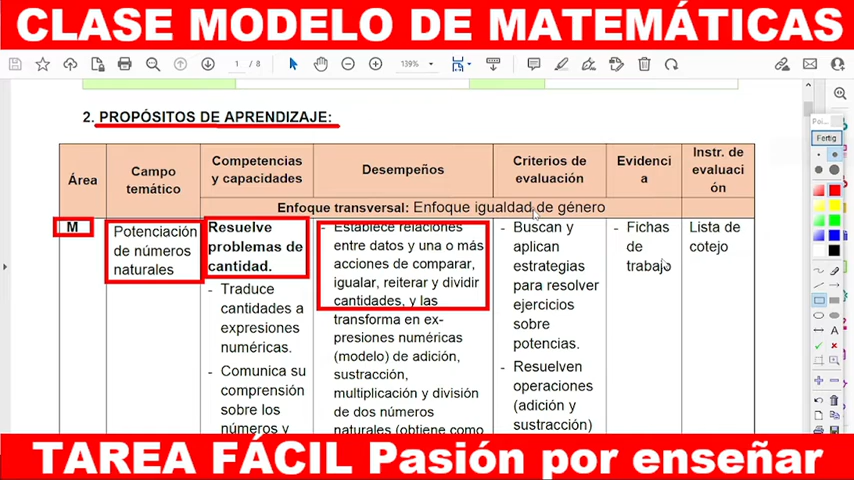 CLASE MODELO DE MATEMÁTICAS
1 / 8
139%
2. PROPÓSITOS DE APRENDIZAJE:
Área
Campo
temático
Competencias
y capacidades
Desempeños
Criterios de
evaluación
Evidenci
a
Instr. de
evaluaci
ón
Enfoque transversal: Enfoque igualdad de género
M
Potenciación
de números
naturales
Resuelve
problemas de
cantidad.
- Traduce
cantidades a
expresiones
numéricas.
- Comunica su
comprensión
sobre los
números y
- Establece relaciones
entre datos y una o más
acciones de comparar,
igualar, reiterar y dividir
cantidades, y las
transforma en ex-
presiones numéricas
(modelo) de adición,
sustracción,
multiplicación y división
de dos números
naturales (obtiene como
- Buscan y
aplican
estrategias
para resolver
ejercicios
sobre
potencias.
- Resuelven
operaciones
(adición y
sustracción)
- Fichas
de
trabajo
Lista de
cotejo
Poi...
Fertig
A
TAREA FÁCIL Pasión por enseñar